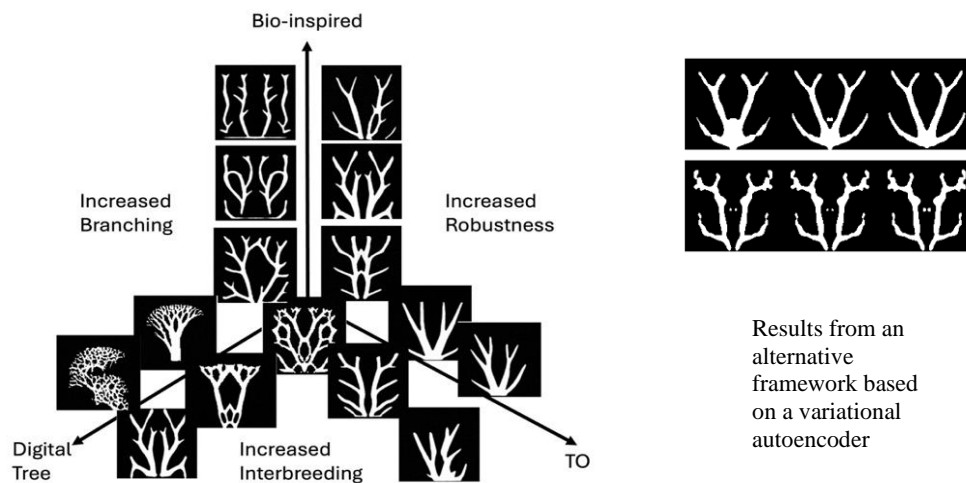 Bio-inspired
Increased
Branching
Increased
Robustness
Digital
Tree
Increased
Interbreeding
TO
Results from an
alternative
framework based
on a variational
autoencoder